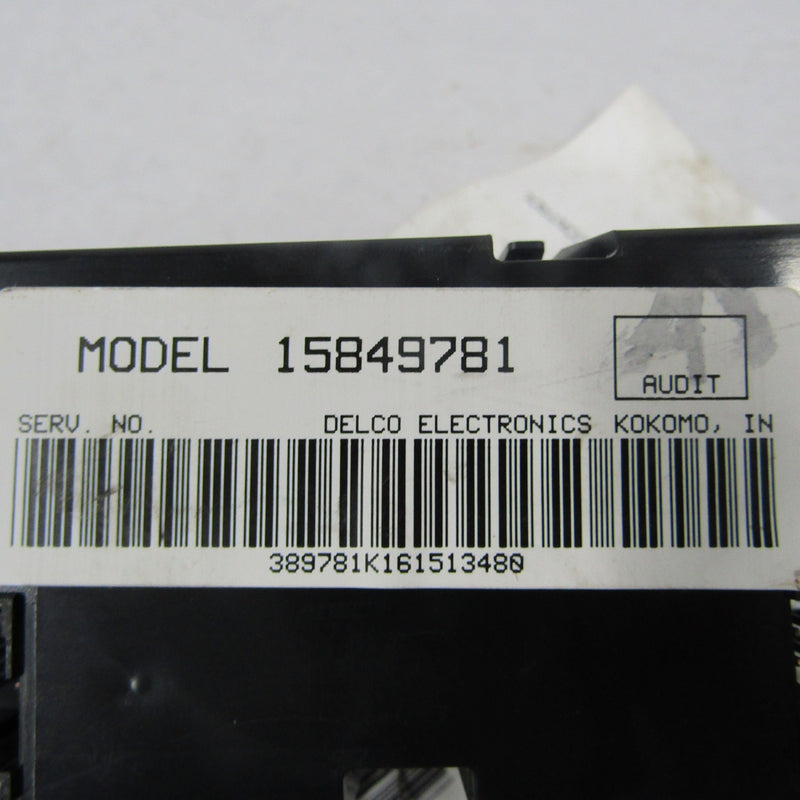 MODEL 15849781
AUDIT
SERV. NO. DELCO ELECTRONICS KOKOMO, IN
389781K161513480